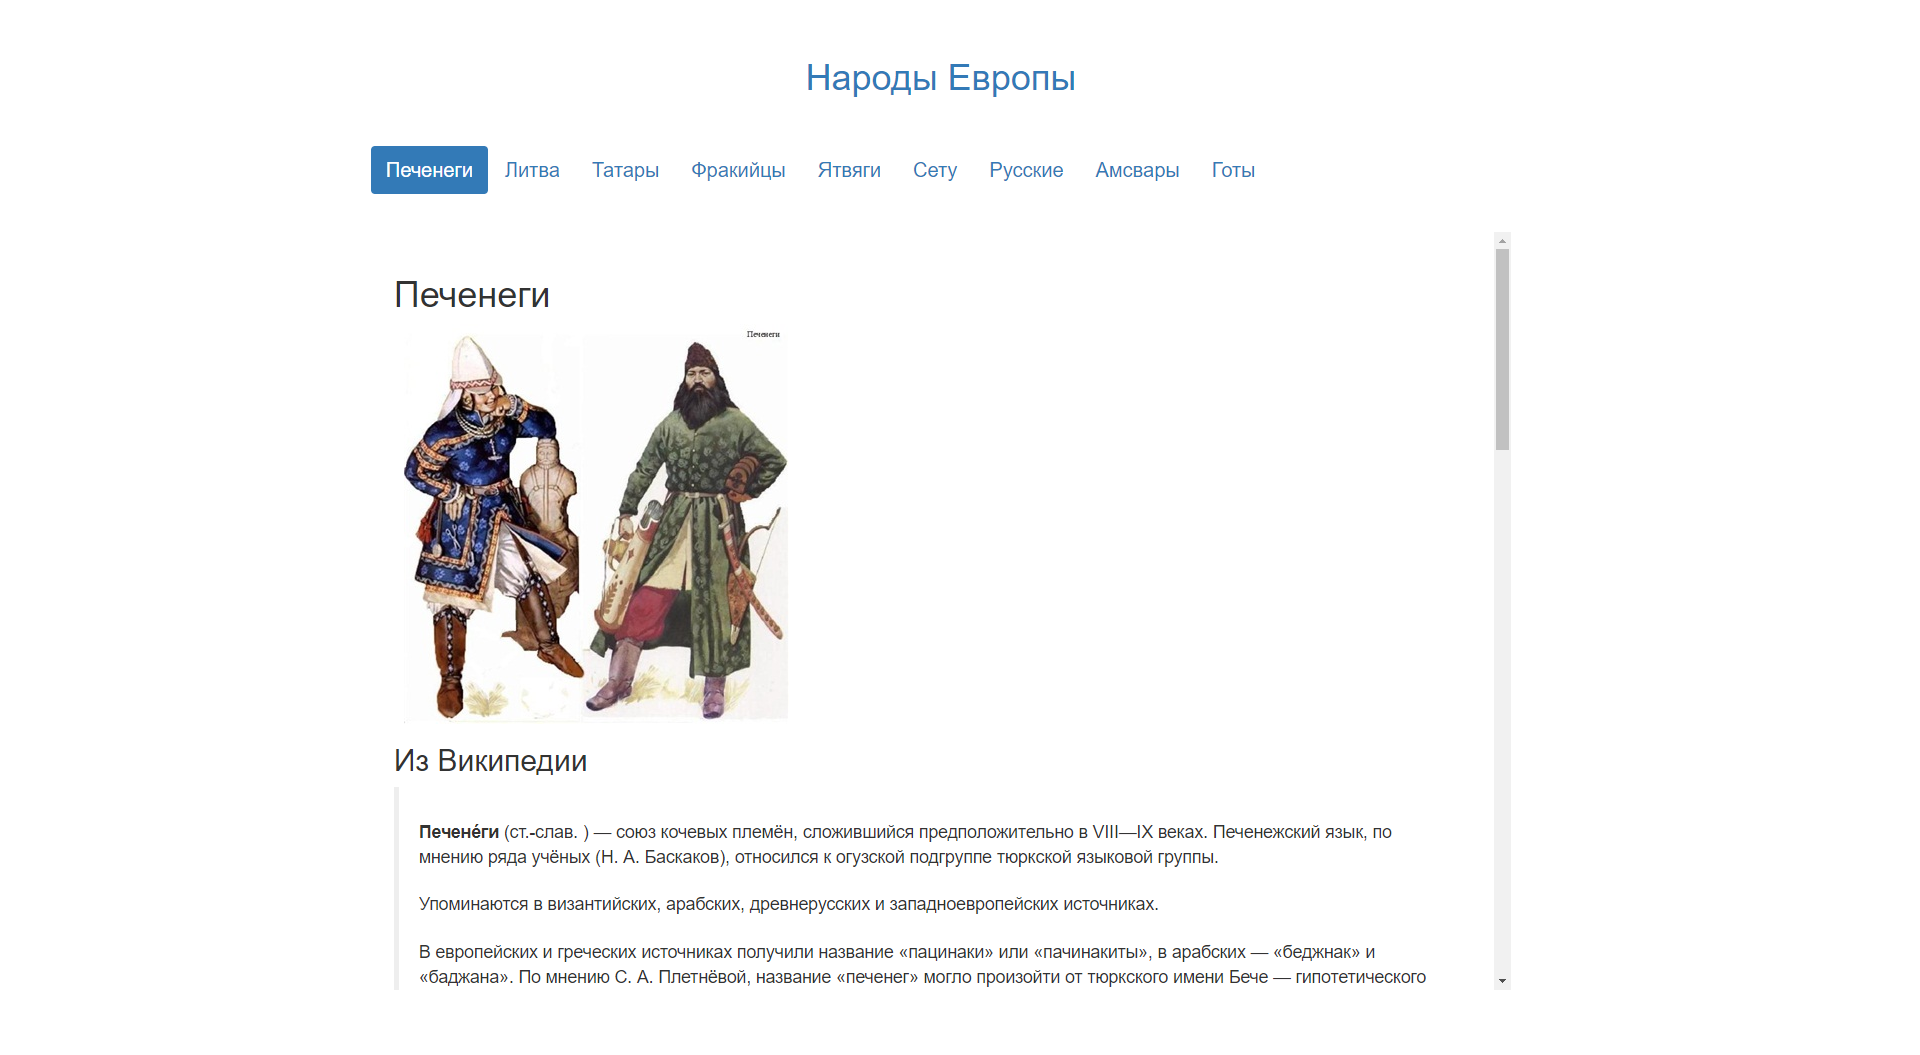 Народы Европы
Печенеги Литва Татары Фракийцы Ятвяги Сету Русские Амсвары Готы
Печенеги
Печенеги
Из Википедии
Печене́ги (ст.-слав. ) — союз кочевых племён, сложившийся предположительно в VIII—IX веках. Печенежский язык, по
мнению ряда учёных (Н. А. Баскаков), относился к огузской подгруппе тюркской языковой группы.
Упоминаются в византийских, арабских, древнерусских и западноевропейских источниках.
В европейских и греческих источниках получили название «пацинаки» или «пачинакиты», в арабских — «беджнак» и
«баджана». По мнению С. А. Плетнёвой, название «печенег» могло произойти от тюркского имени Бече — гипотетического